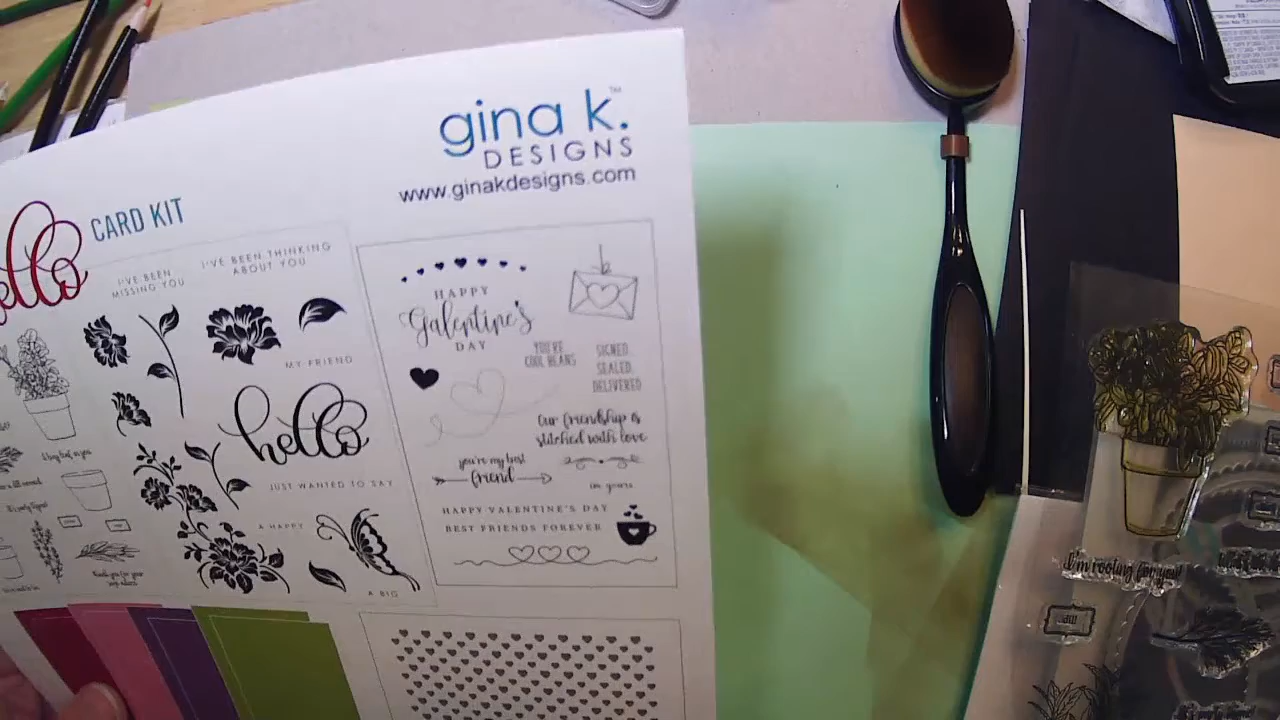 gina k.™
DESIGNS
www.ginakdesigns.com
hello CARD KIT
I'VE BEEN
MISSING YOU
I'VE BEEN THINKING
ABOUT YOU
MY FRIEND
hello
JUST WANTED TO SAY
A HAPPY
A BIG
HAPPY
Galentine's
DAY
YOU'RE
COOL BEANS
SIGNED
SEALED
DELIVERED
Our friendship is
stitched with love
you're my best
friend
HAPPY VALENTINE'S DAY
BEST FRIENDS FOREVER
I'm rooting for you!